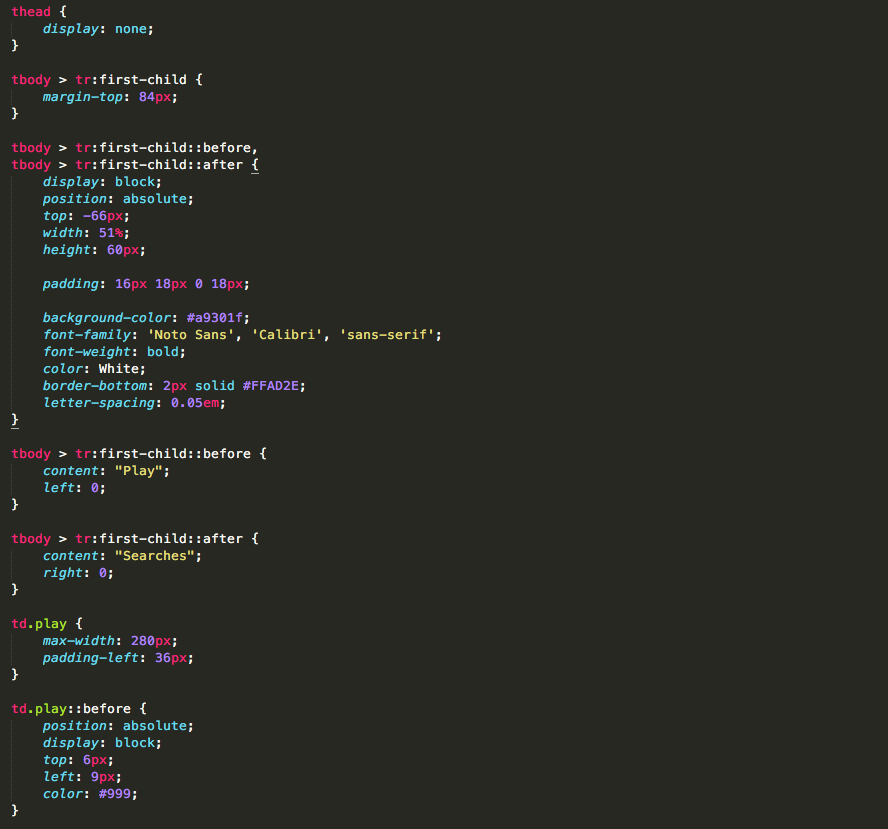 thead {
    display: none;
}

tbody > tr:first-child {
    margin-top: 84px;
}

tbody > tr:first-child::before,
tbody > tr:first-child::after {
    display: block;
    position: absolute;
    top: -66px;
    width: 51%;
    height: 60px;

    padding: 16px 18px 0 18px;

    background-color: #a9301f;
    font-family: 'Noto Sans', 'Calibri', 'sans-serif';
    font-weight: bold;
    color: White;
    border-bottom: 2px solid #FFAD2E;
    letter-spacing: 0.05em;
}

tbody > tr:first-child::before {
    content: "Play";
    left: 0;
}

tbody > tr:first-child::after {
    content: "Searches";
    right: 0;
}

td.play {
    max-width: 280px;
    padding-left: 36px;
}

td.play::before {
    position: absolute;
    display: block;
    top: 6px;
    left: 9px;
    color: #999;
}